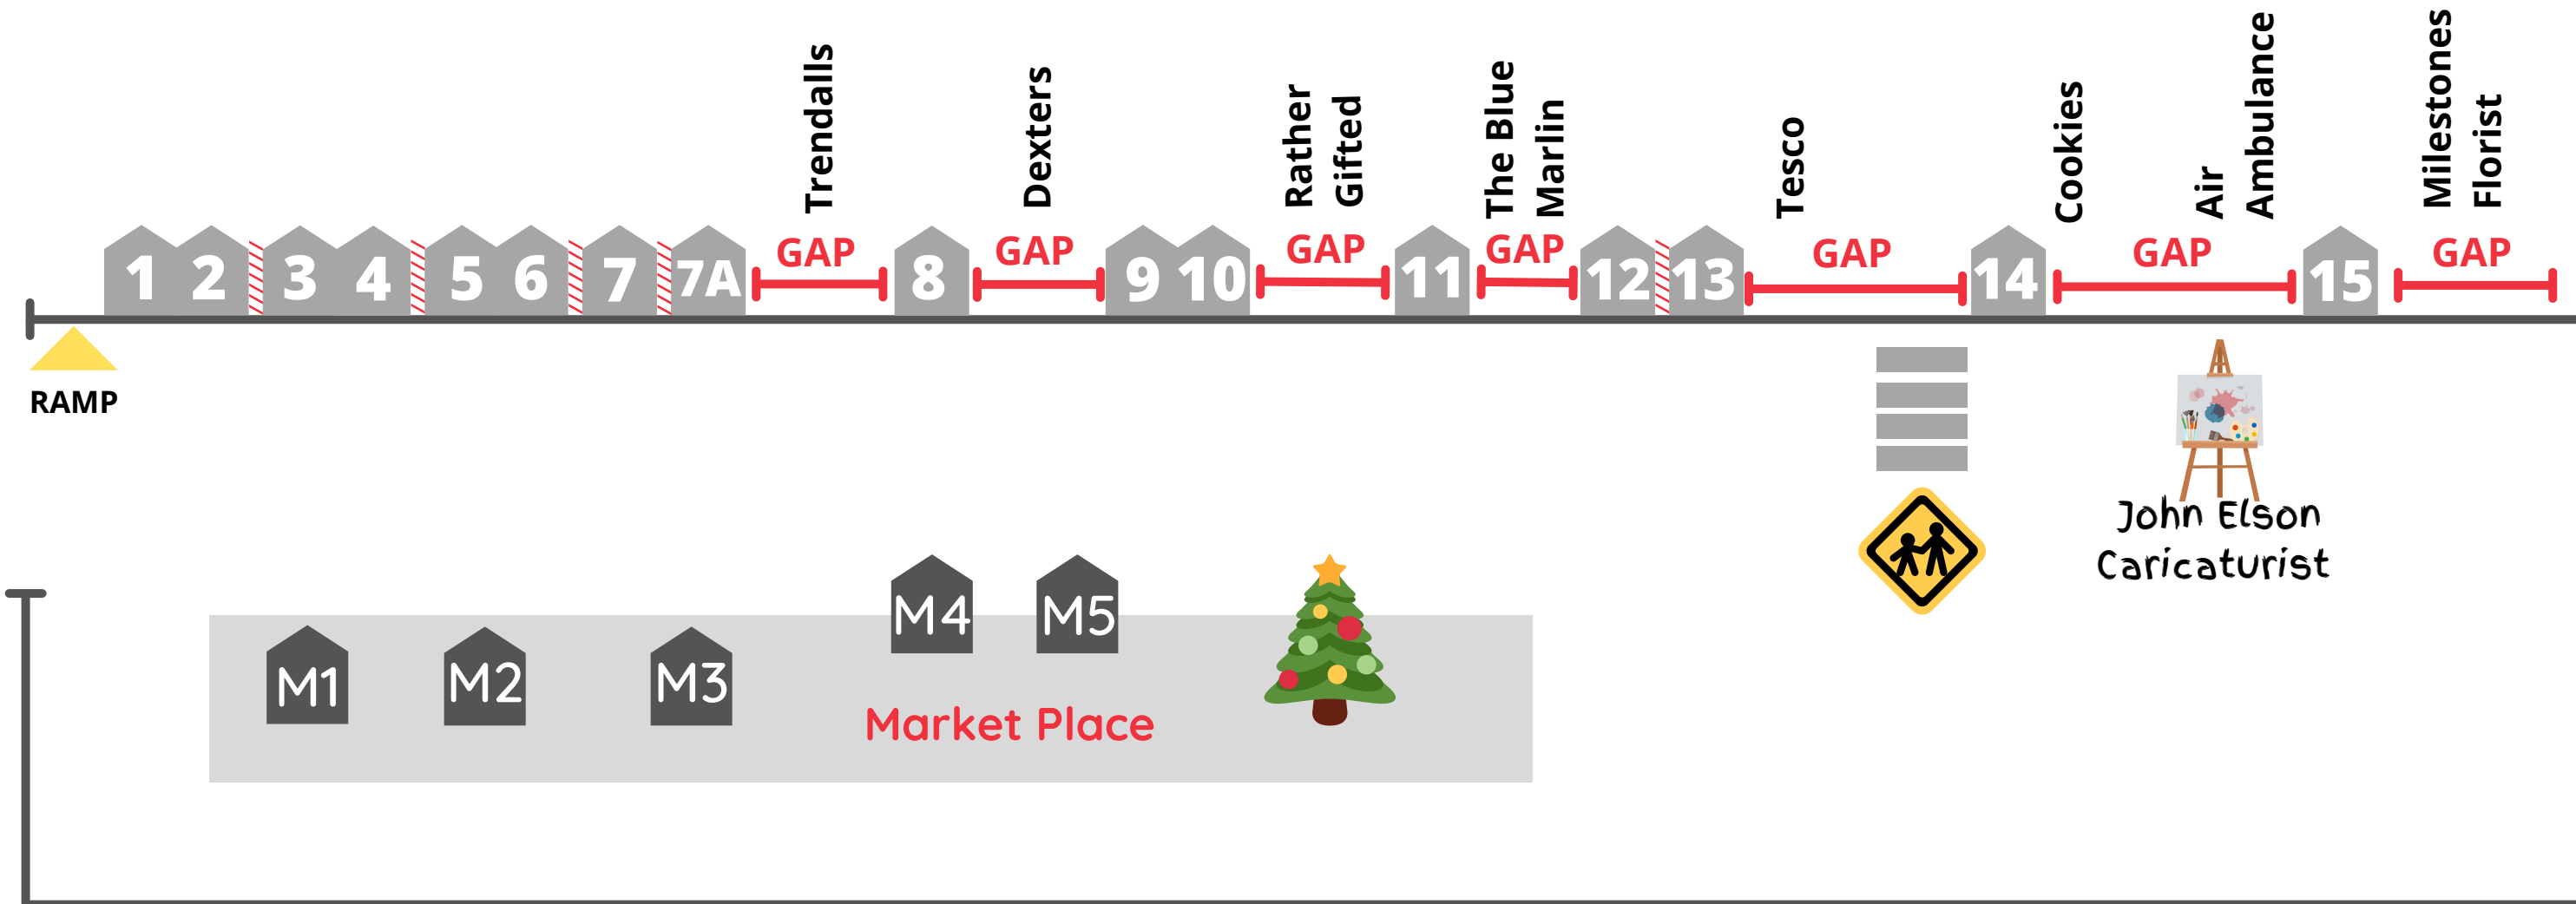 Trendalls
Dexters
Rather
Gifted
The Blue
Marlin
Tesco
Cookies
Air
Ambulance
Milestones
Florist
1 2 3 4 5 6 7 7A GAP 8 GAP 9 10 GAP 11 GAP 12 13 GAP 14 GAP 15 GAP
RAMP
John Elson
Caricaturist
M4 M5
M1 M2 M3
Market Place